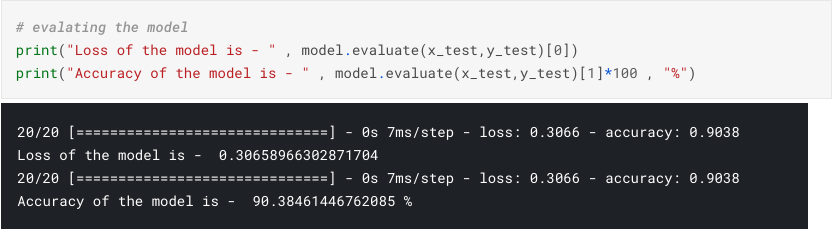 # evalating the model
print("Loss of the model is - " , model.evaluate(x_test,y_test)[0])
print("Accuracy of the model is - " , model.evaluate(x_test,y_test)[1]*100 , "%")
20/20 [==============================] - 0s 7ms/step - loss: 0.3066 - accuracy: 0.9038
Loss of the model is -  0.30658966302871704
20/20 [==============================] - 0s 7ms/step - loss: 0.3066 - accuracy: 0.9038
Accuracy of the model is -  90.38461446762085 %